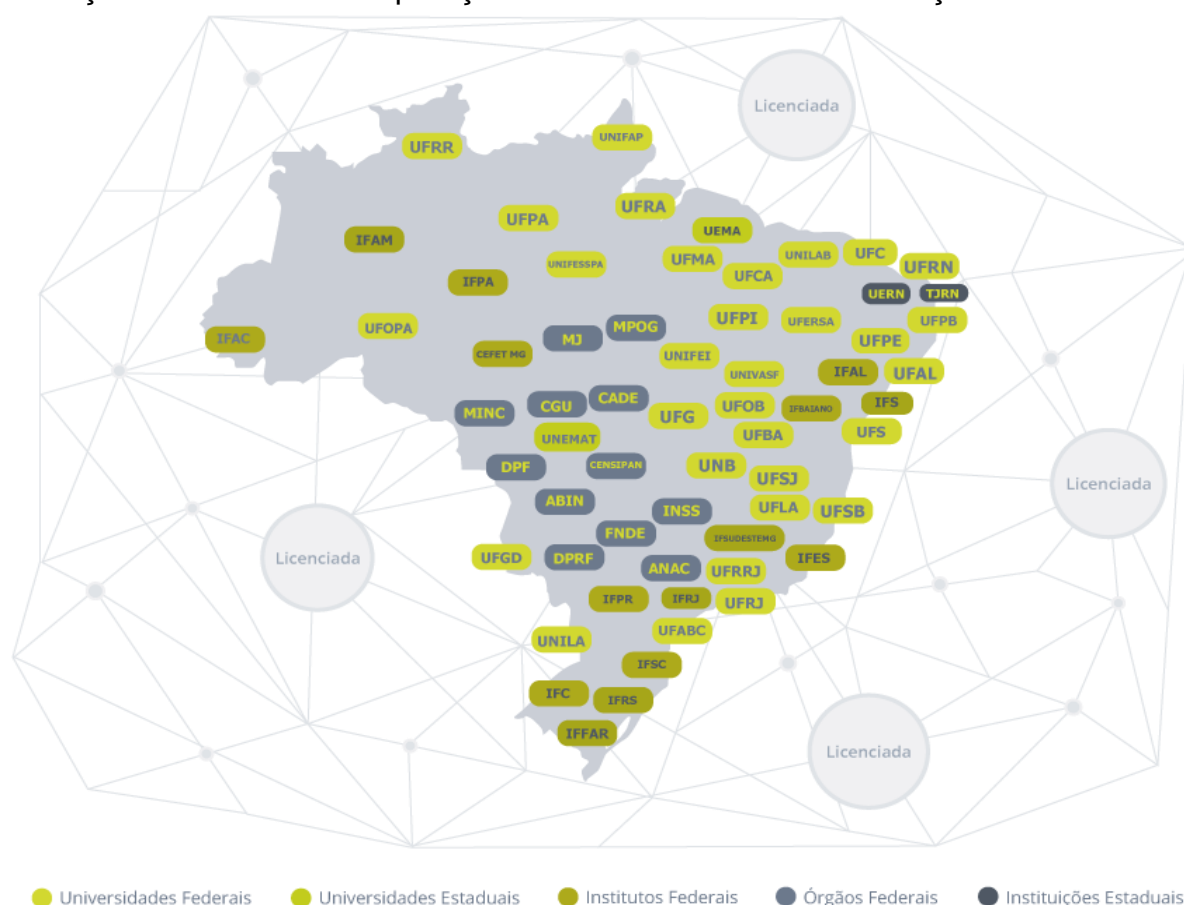 Licenciada
UNIFAP
UFRR
UFRA
UFPA
UEMA
IFAM
UFC
UNILAB
UFMA
UNIFESSPA
UFRN
UFCA
IFPA
UERN
TJRN
UFPI
UFERSA
UFPB
UFOPA
MPOG
IFAC
MJ
UFPE
CEFET MG
UNIFEI
UNIVASF
IFAL
UFAL
CADE
MINC
CGU
UFG
UFOB
IFBAIANO
IFS
UNEMAT
UFBA
UFS
DPF
CENSIPAN
UNB
UFSJ
Licenciada
ABIN
INSS
UFLA
UFSB
FNDE
IFSUDESTEMG
Licenciada
UFGD
DPRF
ANAC
UFRRJ
IFES
IFPR
IFRJ
UFRJ
UNILA
UFABC
IFSC
IFC
IFRS
IFFAR
Licenciada
Universidades Federais
Universidades Estaduais
Institutos Federais
Órgãos Federais
Instituições Estaduais